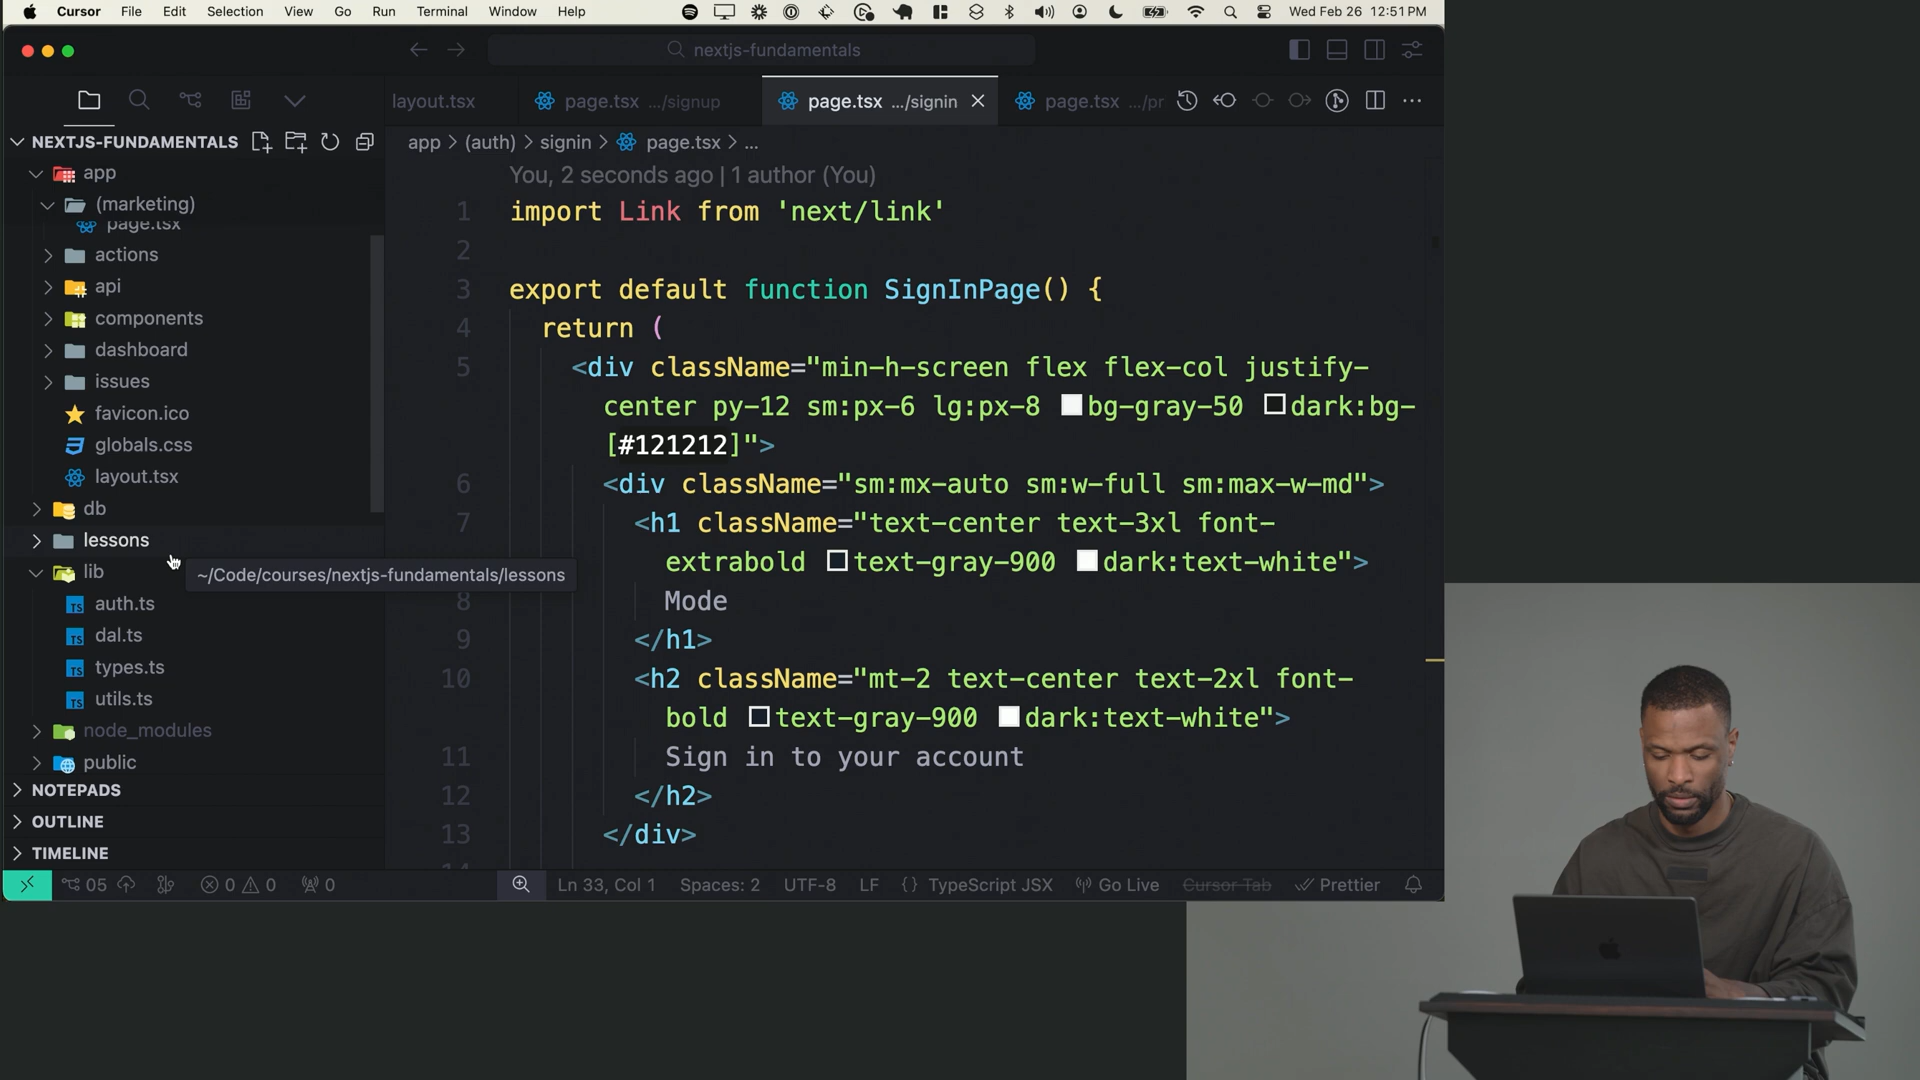 Cursor File Edit Selection View Go Run Terminal Window Help Wed Feb 26 12:51 PM
nextjs-fundamentals
layout.tsx page.tsx .../signup page.tsx .../signin page.tsx .../pr
NEXTJS-FUNDAMENTALS
app
(marketing)
page.tsx
actions
api
components
dashboard
issues
favicon.ico
globals.css
layout.tsx
db
lessons
~/Code/courses/nextjs-fundamentals/lessons
lib
auth.ts
dal.ts
types.ts
utils.ts
node_modules
public
NOTEPADS
OUTLINE
TIMELINE
app > (auth) > signin > page.tsx > ...
You, 2 seconds ago | 1 author (You)
1 import Link from 'next/link'
2
3 export default function SignInPage() {
4 return (
5 <div className="min-h-screen flex flex-col justify-
center py-12 sm:px-6 lg:px-8 bg-gray-50 dark:bg-
[#121212]">
6 <div className="sm:mx-auto sm:w-full sm:max-w-md">
7 <h1 className="text-center text-3xl font-
extrabold text-gray-900 dark:text-white">
8 Mode
9 </h1>
10 <h2 className="mt-2 text-center text-2xl font-
bold text-gray-900 dark:text-white">
11 Sign in to your account
12 </h2>
13 </div>
05 0 0 0 Ln 33, Col 1 Spaces: 2 UTF-8 LF {} TypeScript JSX Go Live Cursor Tab Prettier